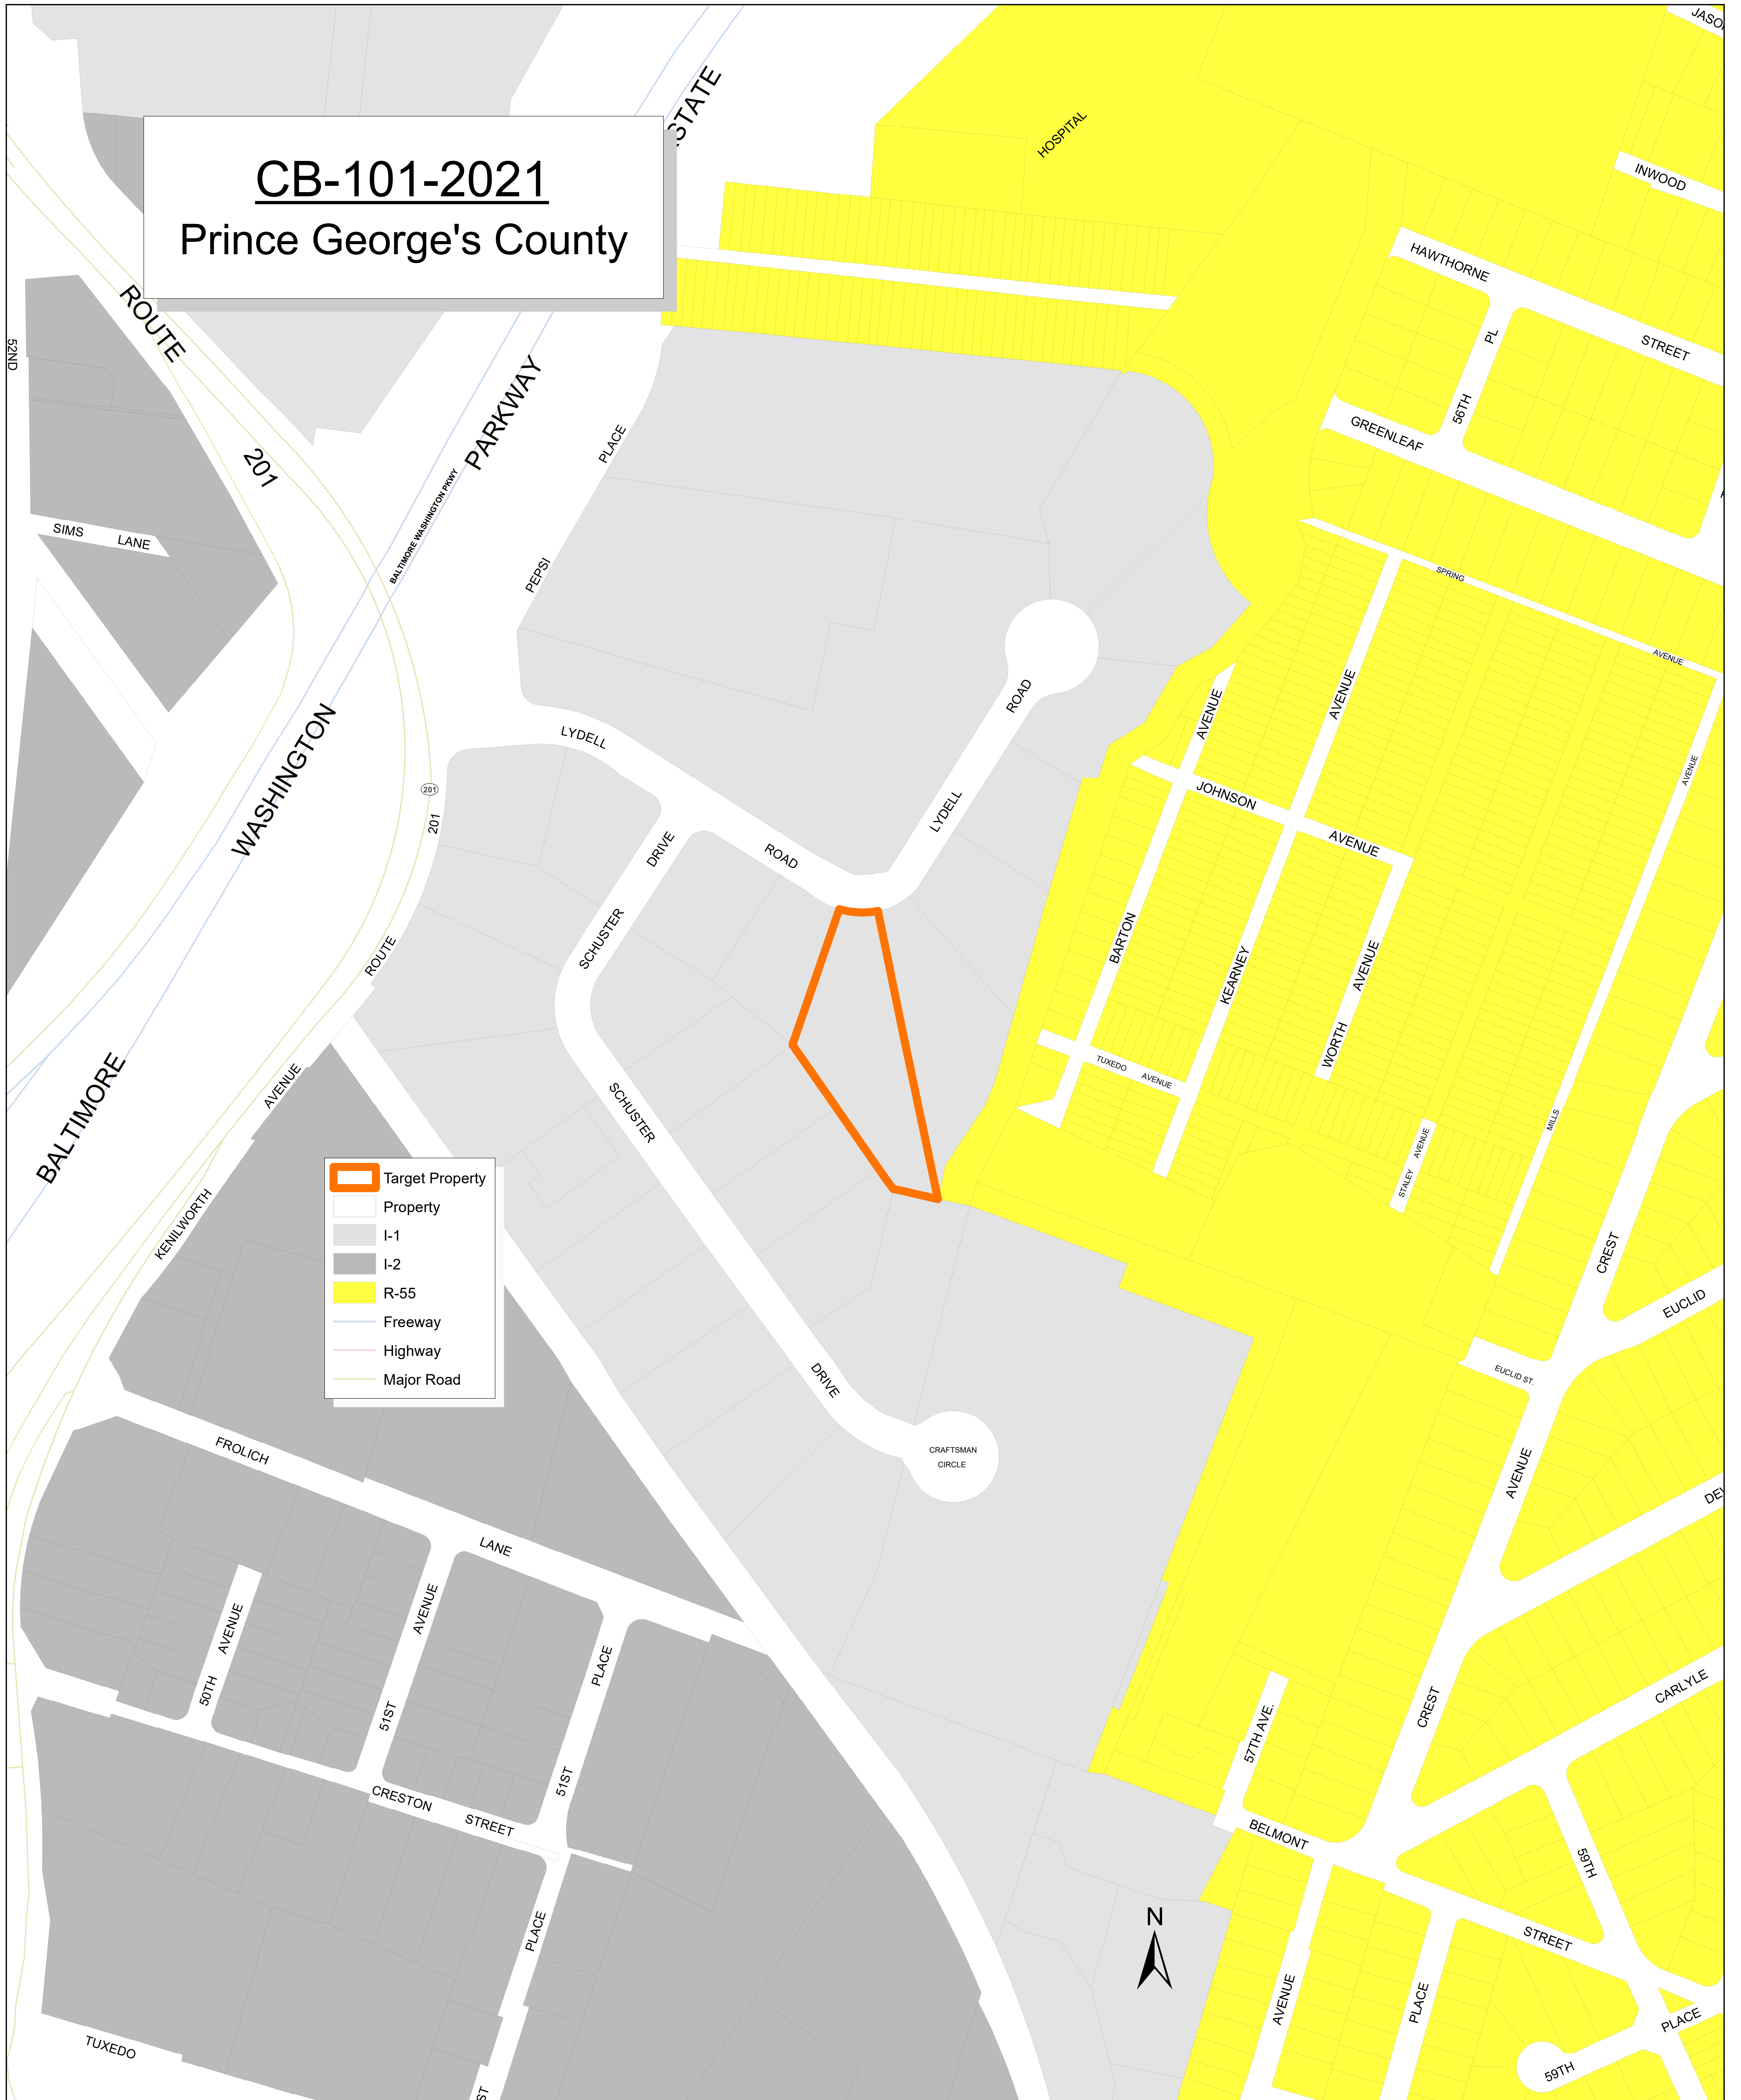 CB-101-2021
Prince George's County
HOSPITAL
INWOOD
HAWTHORNE
STREET
PL
56TH
GREENLEAF
52ND
ROUTE
201
SIMS LANE
PARKWAY
BALTIMORE WASHINGTON PKWY
PLACE
PEPSI
SPRING
AVENUE
AVENUE
AVENUE
AVENUE
ROAD
LYDELL
WASHINGTON
201
201
LYDELL
ROAD
JOHNSON
AVENUE
DRIVE
SCHUSTER
BARTON
KEARNEY
AVENUE
WORTH
ROUTE
AVENUE
KENILWORTH
BALTIMORE
SCHUSTER
TUXEDO AVENUE
MILLS
STALEY AVENUE
Target Property
Property
I-1
I-2
R-55
Freeway
Highway
Major Road
CREST
EUCLID
EUCLID ST.
DRIVE
CRAFTSMAN
CIRCLE
AVENUE
FROLICH
LANE
AVENUE
50TH
AVENUE
51ST
PLACE
51ST
CREST
CARLYLE
57TH AVE.
BELMONT
STREET
59TH
CRESTON STREET
PLACE
N
AVENUE
PLACE
PLACE
59TH
TUXEDO